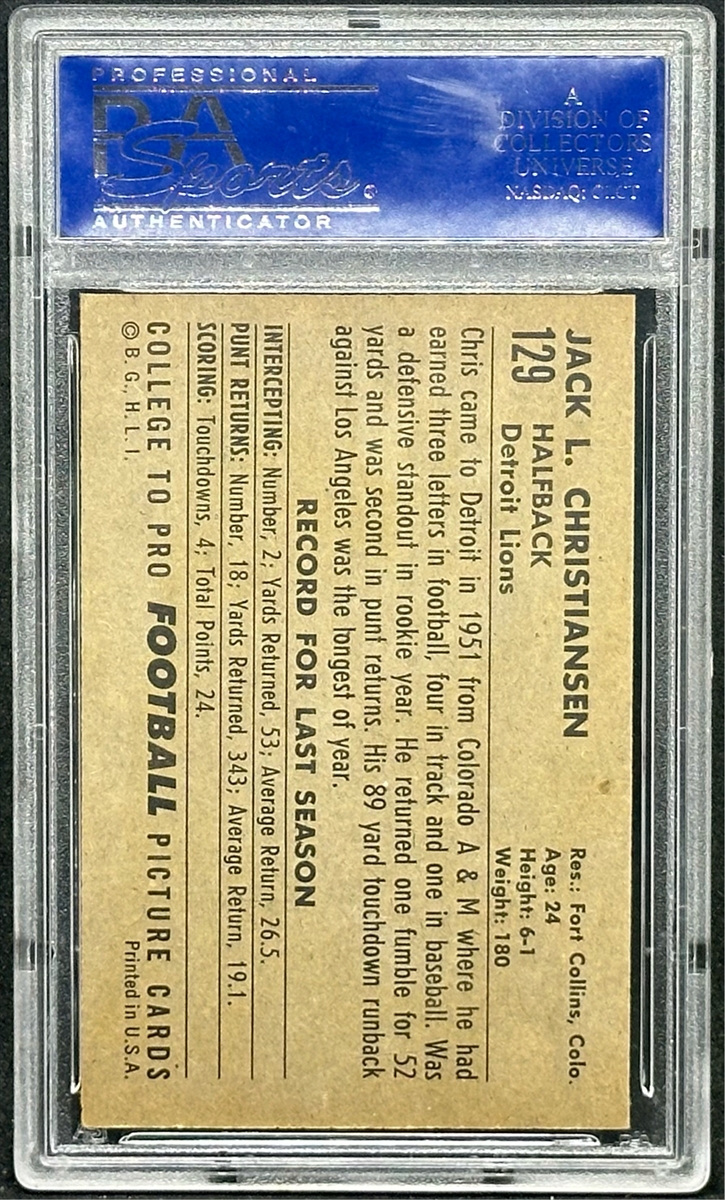 PROFESSIONAL
PSA
Sports®
AUTHENTICATOR
A
DIVISION OF
COLLECTORS
UNIVERSE
NASDAQ: CLCT
JACK L. CHRISTIANSEN
129 HALFBACK
Detroit Lions
Res.: Fort Collins, Colo.
Age: 24
Height: 6-1
Weight: 180
Chris came to Detroit in 1951 from Colorado A & M where he had
earned three letters in football, four in track and one in baseball. Was
a defensive standout in rookie year. He returned one fumble for 52
yards and was second in punt returns. His 89 yard touchdown runback
against Los Angeles was the longest of year.
RECORD FOR LAST SEASON
INTERCEPTING: Number, 2; Yards Returned, 53; Average Return, 26.5.
PUNT RETURNS: Number, 18; Yards Returned, 343; Average Return, 19.1.
SCORING: Touchdowns, 4; Total Points, 24.
COLLEGE TO PRO FOOTBALL PICTURE CARDS
© B. G., H. L. I. Printed in U.S.A.